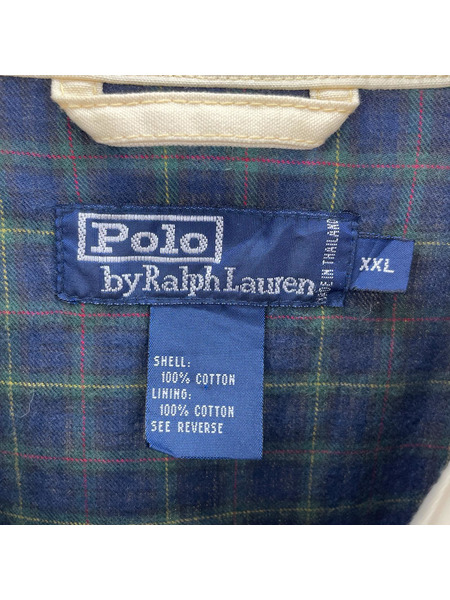 Polo
by Ralph Lauren
MADE IN THAILAND
XXL
SHELL:
100% COTTON
LINING:
100% COTTON
SEE REVERSE